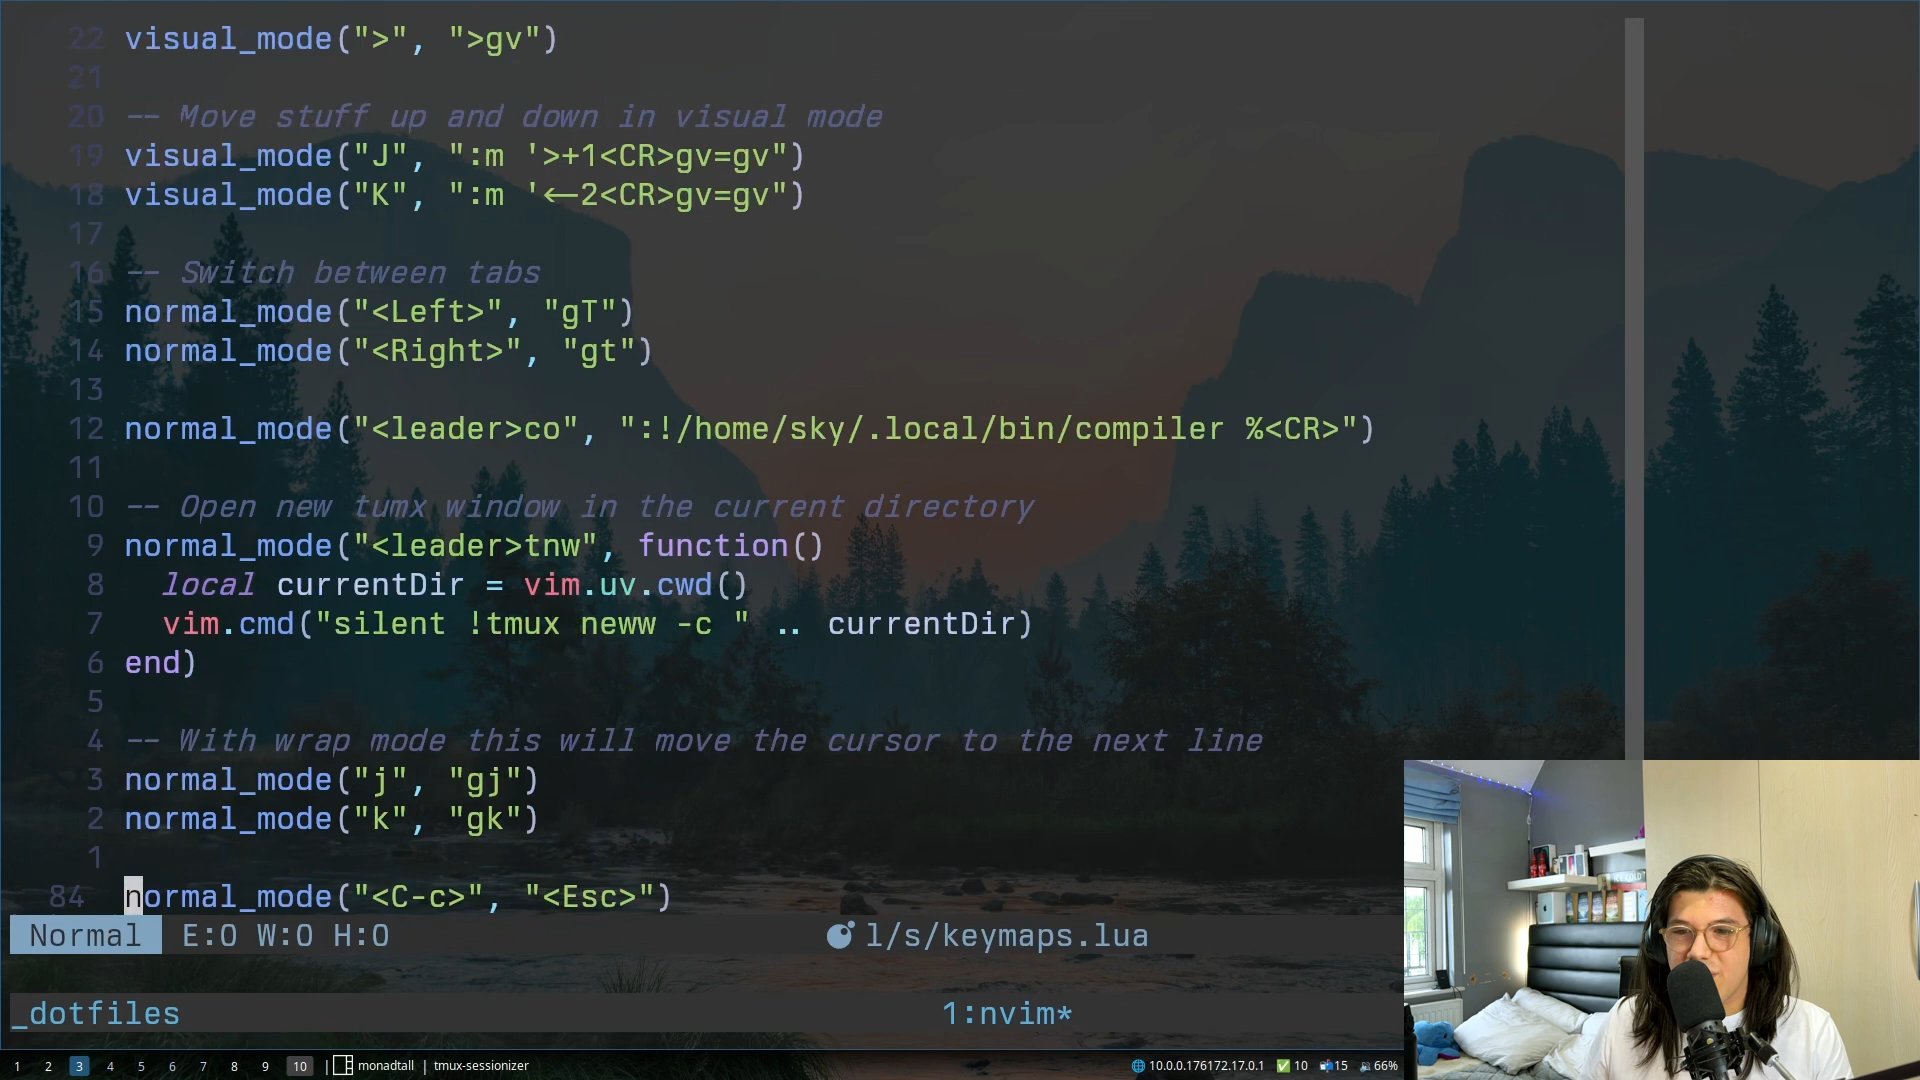 22 visual_mode(">", ">gv")
21
20 -- Move stuff up and down in visual mode
19 visual_mode("J", ":m '>+1<CR>gv=gv")
18 visual_mode("K", ":m '<-2<CR>gv=gv")
17
16 -- Switch between tabs
15 normal_mode("<Left>", "gT")
14 normal_mode("<Right>", "gt")
13
12 normal_mode("<leader>co", ":!/home/sky/.local/bin/compiler %<CR>")
11
10 -- Open new tumx window in the current directory
9 normal_mode("<leader>tnw", function()
8 local currentDir = vim.uv.cwd()
7 vim.cmd("silent !tmux neww -c " .. currentDir)
6 end)
5
4 -- With wrap mode this will move the cursor to the next line
3 normal_mode("j", "gj")
2 normal_mode("k", "gk")
1
84 normal_mode("<C-c>", "<Esc>")
Normal E:0 W:0 H:0 l/s/keymaps.lua
_dotfiles 1:nvim*
1 2 3 4 5 6 7 8 9 10 | monadtall | tmux-sessionizer 10.0.0.176172.17.0.1 10 15 66%